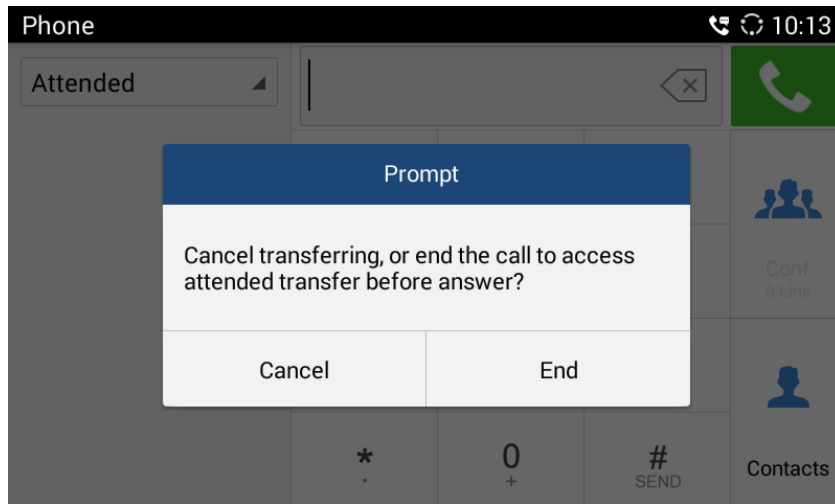 Phone
10:13
Attended
Prompt
Cancel transferring, or end the call to access
attended transfer before answer?
Cancel
End
Conf
0 Line
*
.
0
+
#
SEND
Contacts